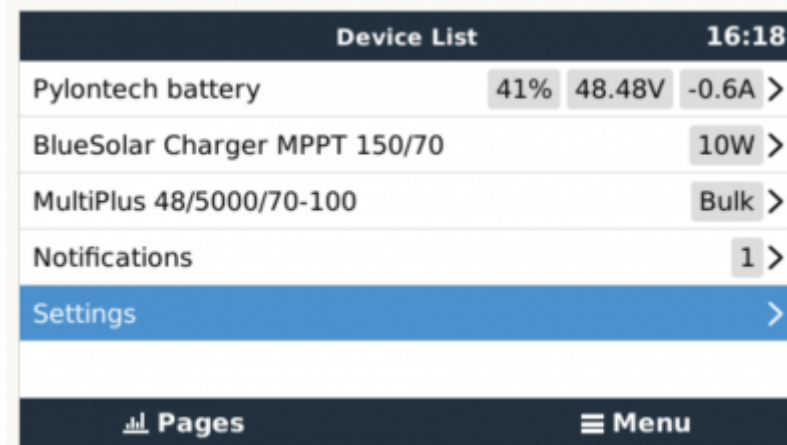 Device List 16:18
Pylontech battery 41% 48.48V -0.6A
BlueSolar Charger MPPT 150/70 10W
MultiPlus 48/5000/70-100 Bulk
Notifications 1
Settings
Pages Menu